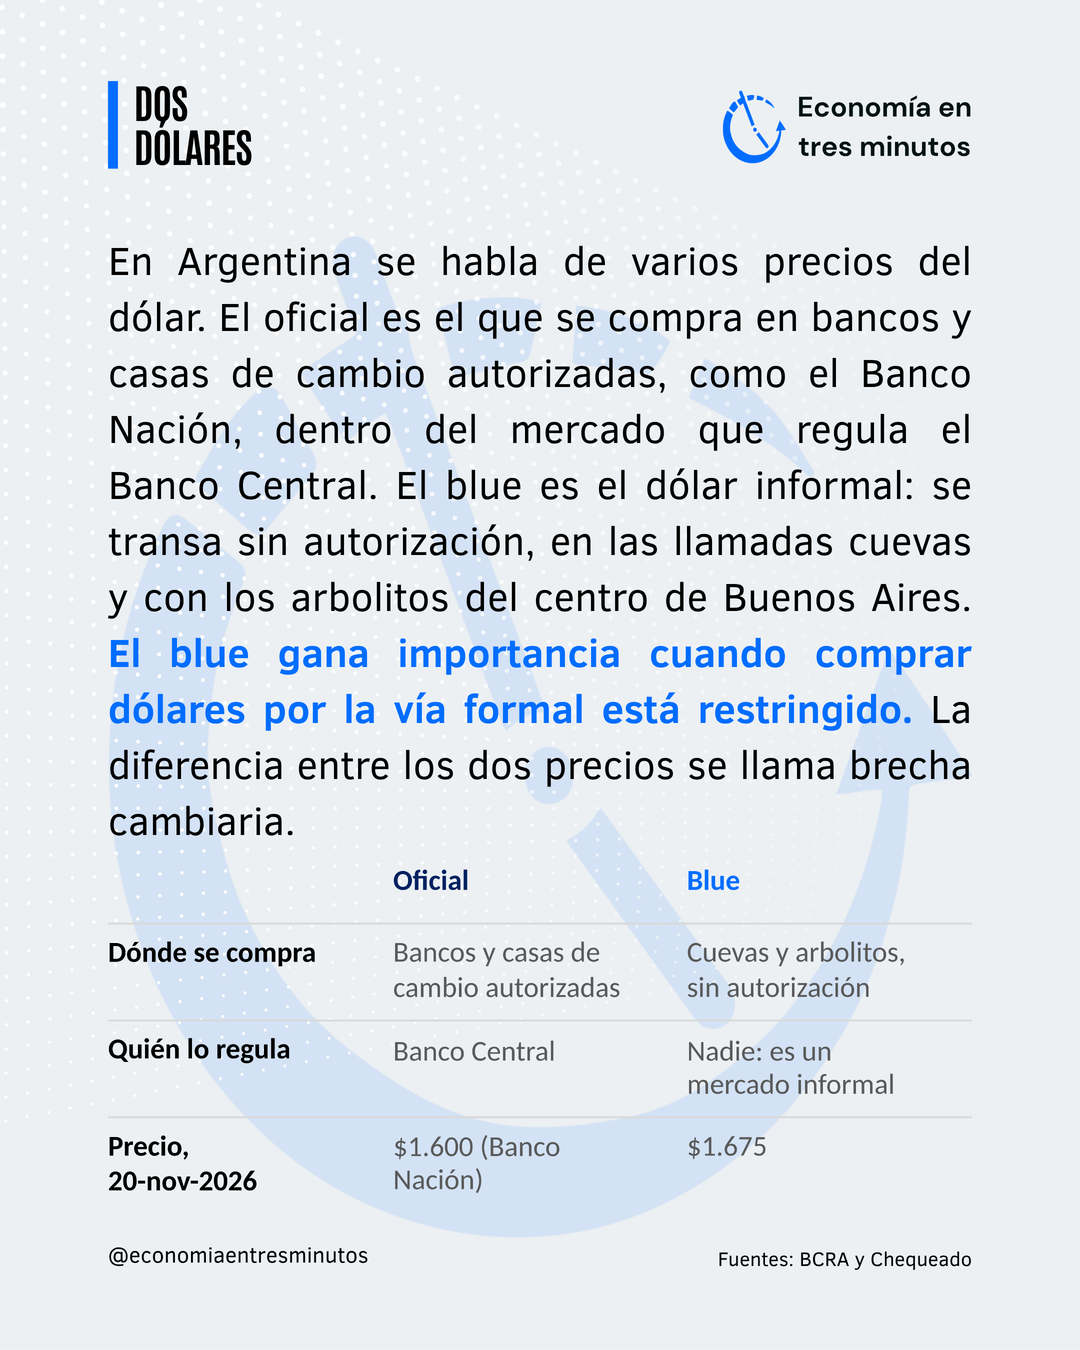 DOS
DÓLARES
Economía en
tres minutos
En Argentina se habla de varios precios del
dólar. El oficial es el que se compra en bancos y
casas de cambio autorizadas, como el Banco
Nación, dentro del mercado que regula el
Banco Central. El blue es el dólar informal: se
transa sin autorización, en las llamadas cuevas
y con los arbolitos del centro de Buenos Aires.
El blue gana importancia cuando comprar
dólares por la vía formal está restringido. La
diferencia entre los dos precios se llama brecha
cambiaria.
Oficial Blue
Dónde se compra Bancos y casas de Cuevas y arbolitos,
cambio autorizadas sin autorización
Quién lo regula Banco Central Nadie: es un
mercado informal
Precio, $1.600 (Banco $1.675
20-nov-2026 Nación)
@economiaentresminutos Fuentes: BCRA y Chequeado